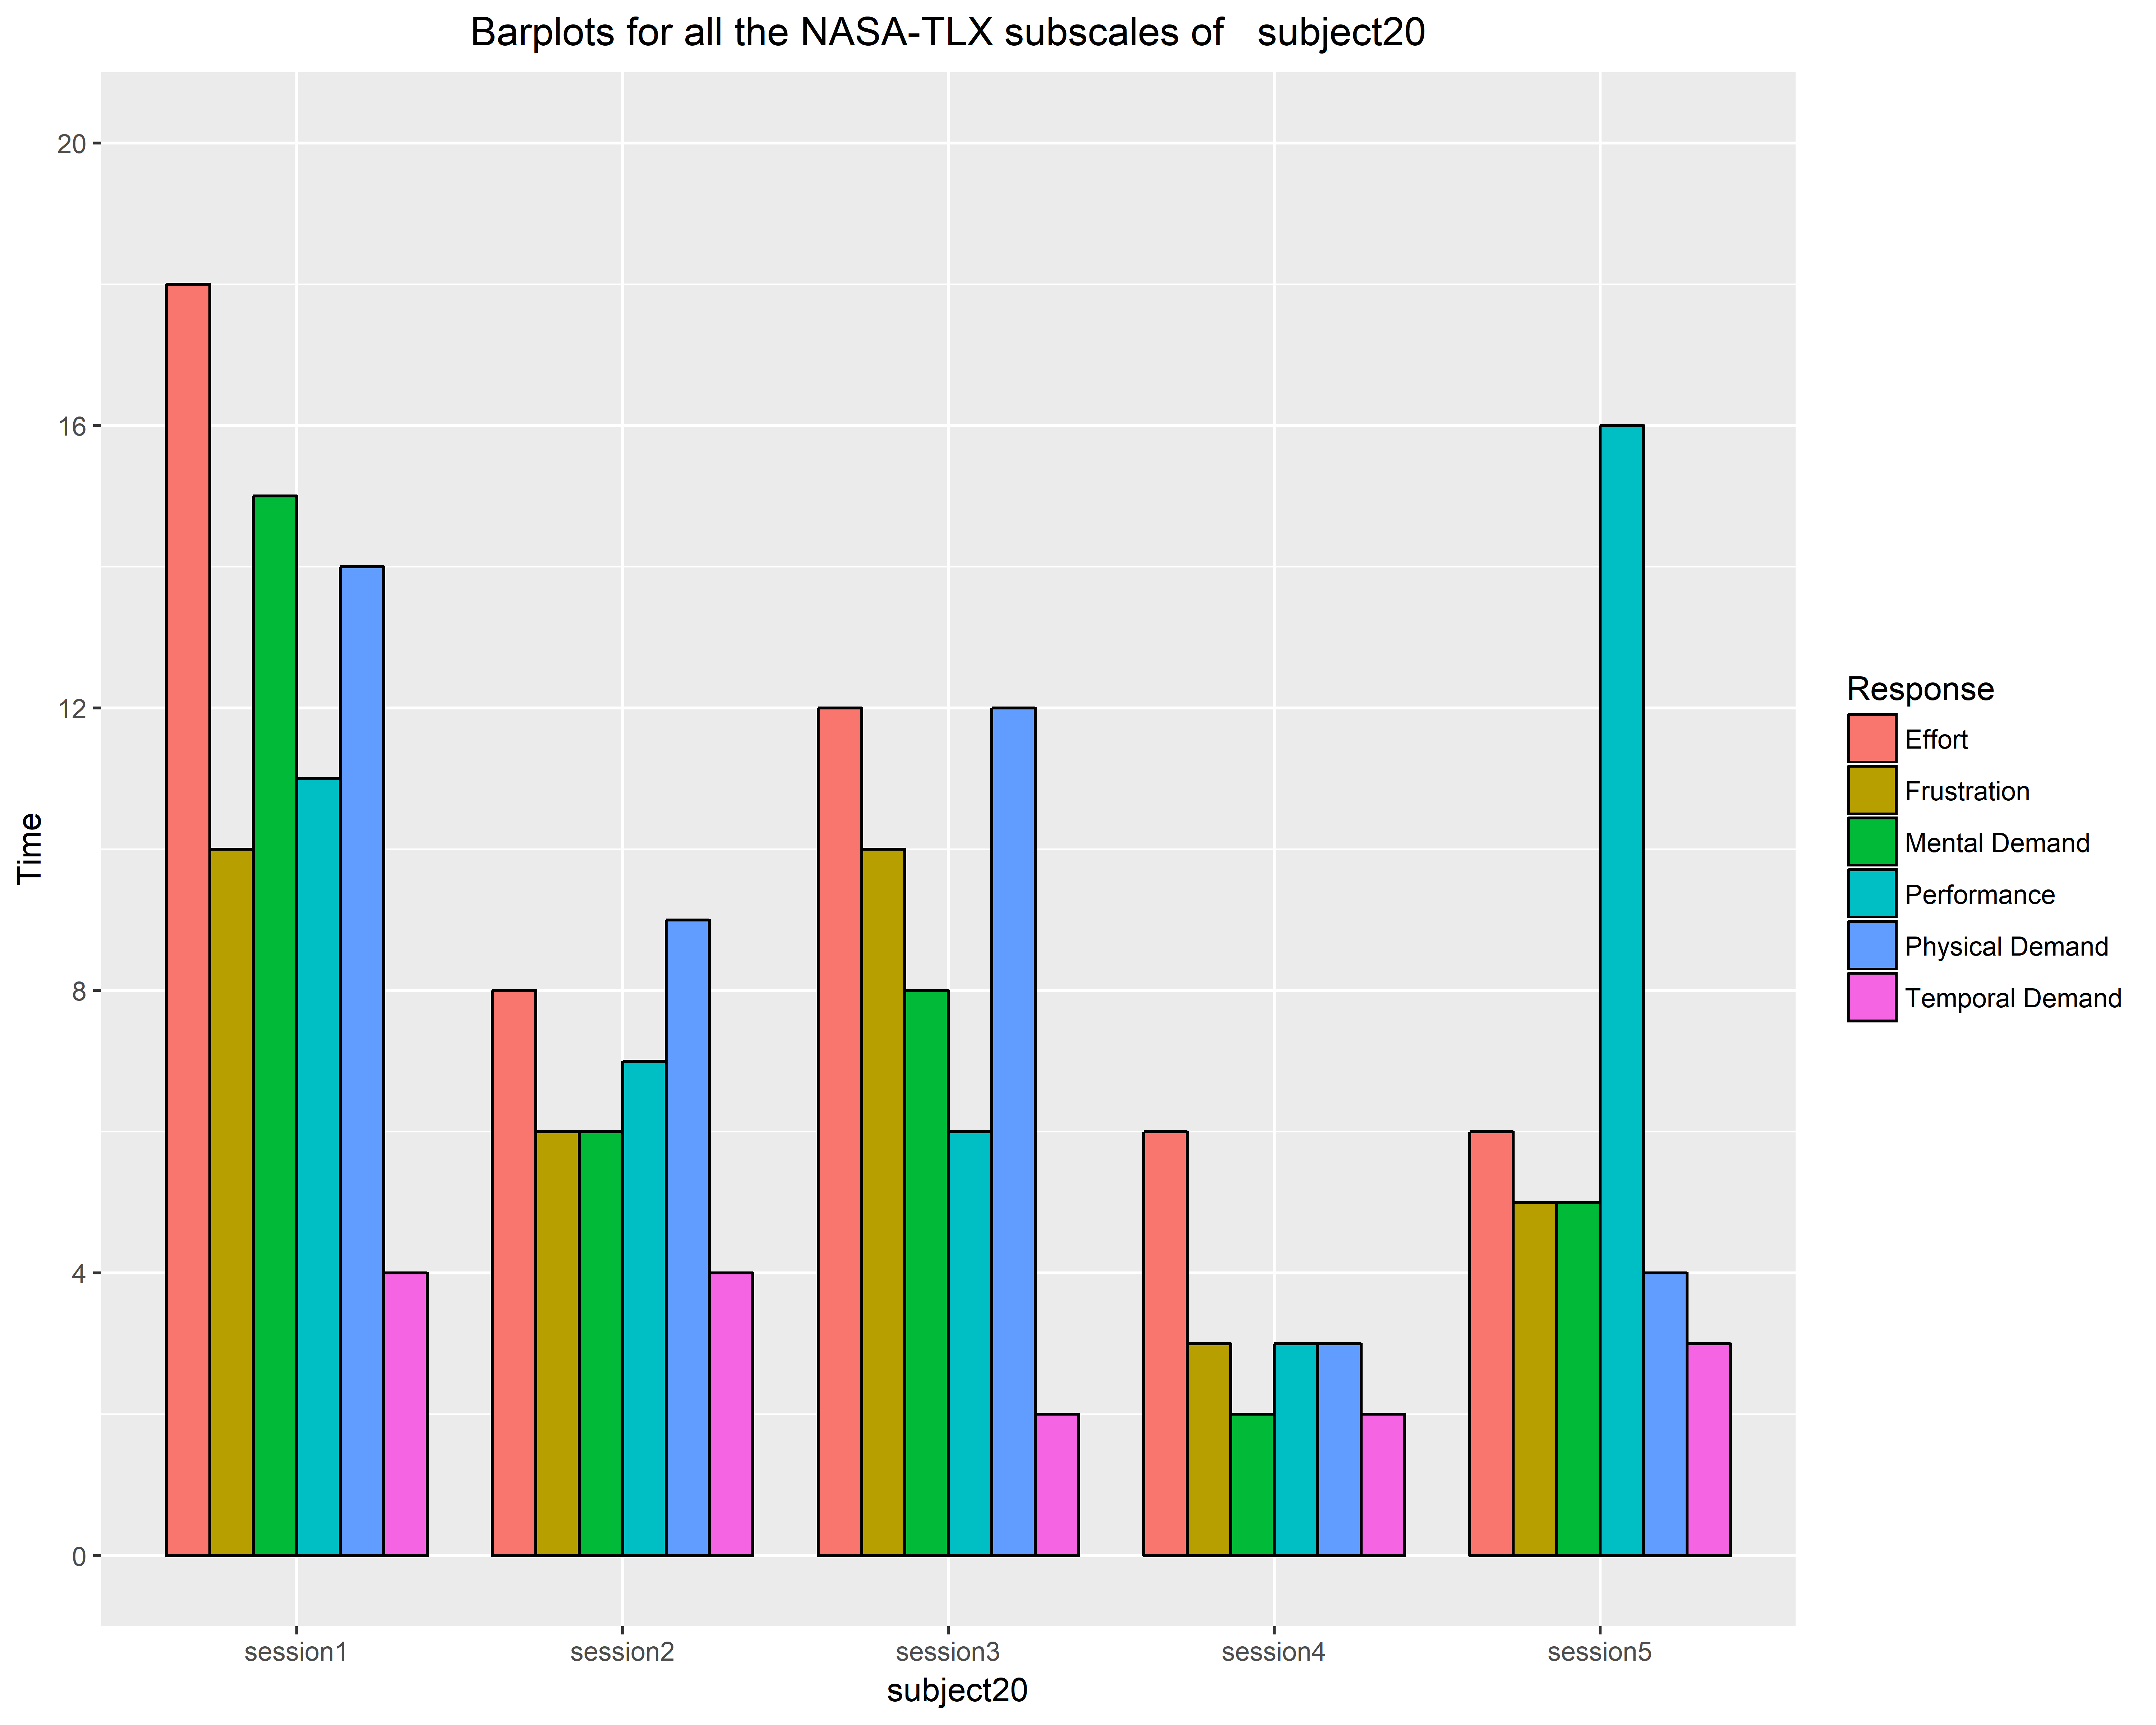 Barplots for all the NASA-TLX subscales of   subject20
20
16
12
8
4
0
Time
session1
session2
session3
session4
session5
subject20
Response
Effort
Frustration
Mental Demand
Performance
Physical Demand
Temporal Demand